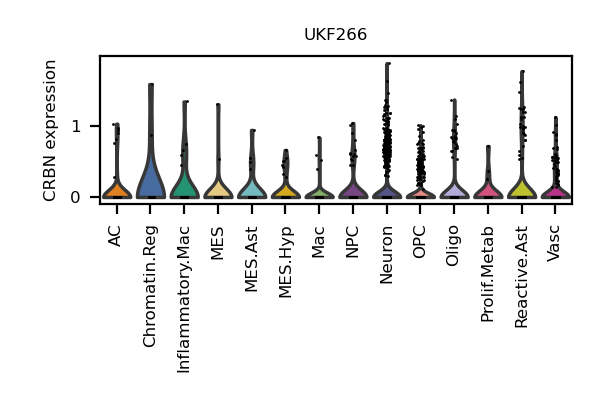 UKF266
CRBN expression
1
0
AC
Chromatin.Reg
Inflammatory.Mac
MES
MES.Ast
MES.Hyp
Mac
NPC
Neuron
OPC
Oligo
Prolif.Metab
Reactive.Ast
Vasc